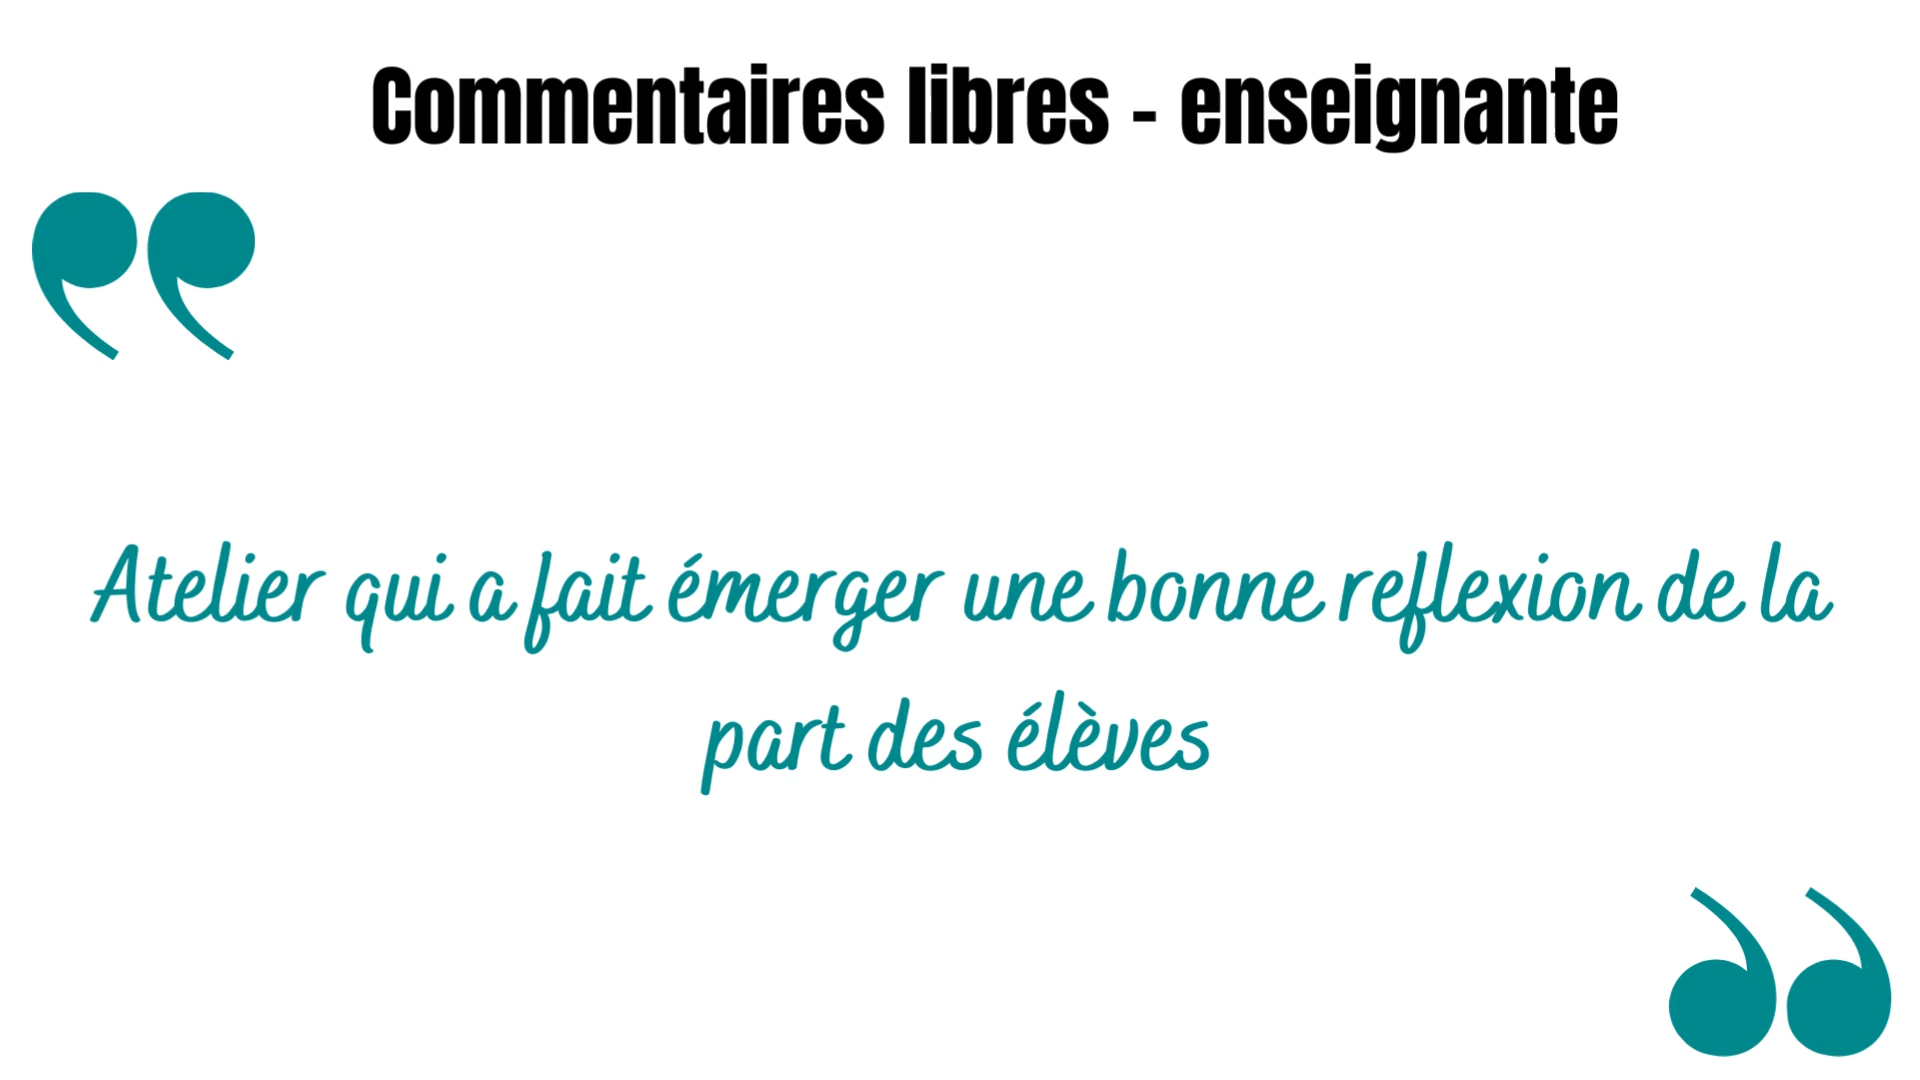 Commentaires libres - enseignante
Atelier qui a fait émerger une bonne reflexion de la
part des élèves